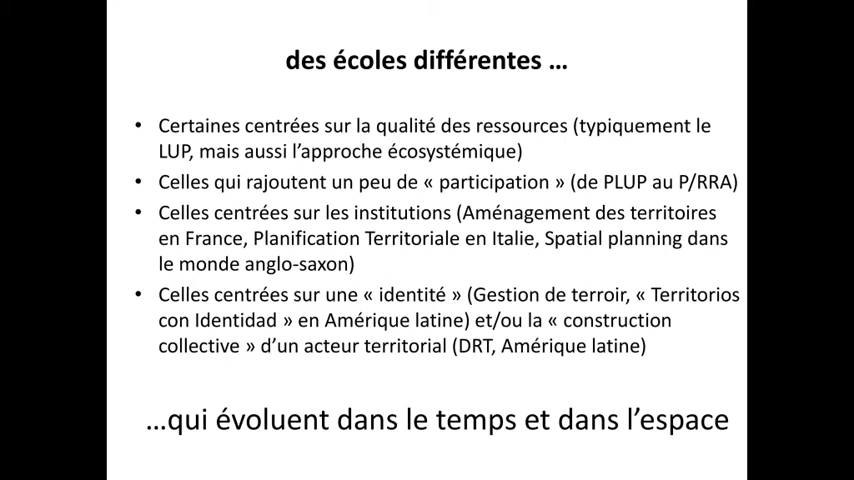 des écoles différentes …
• Certaines centrées sur la qualité des ressources (typiquement le
LUP, mais aussi l’approche écosystémique)
• Celles qui rajoutent un peu de « participation » (de PLUP au P/RRA)
• Celles centrées sur les institutions (Aménagement des territoires
en France, Planification Territoriale en Italie, Spatial planning dans
le monde anglo-saxon)
• Celles centrées sur une « identité » (Gestion de terroir, « Territorios
con Identidad » en Amérique latine) et/ou la « construction
collective » d’un acteur territorial (DRT, Amérique latine)
…qui évoluent dans le temps et dans l’espace